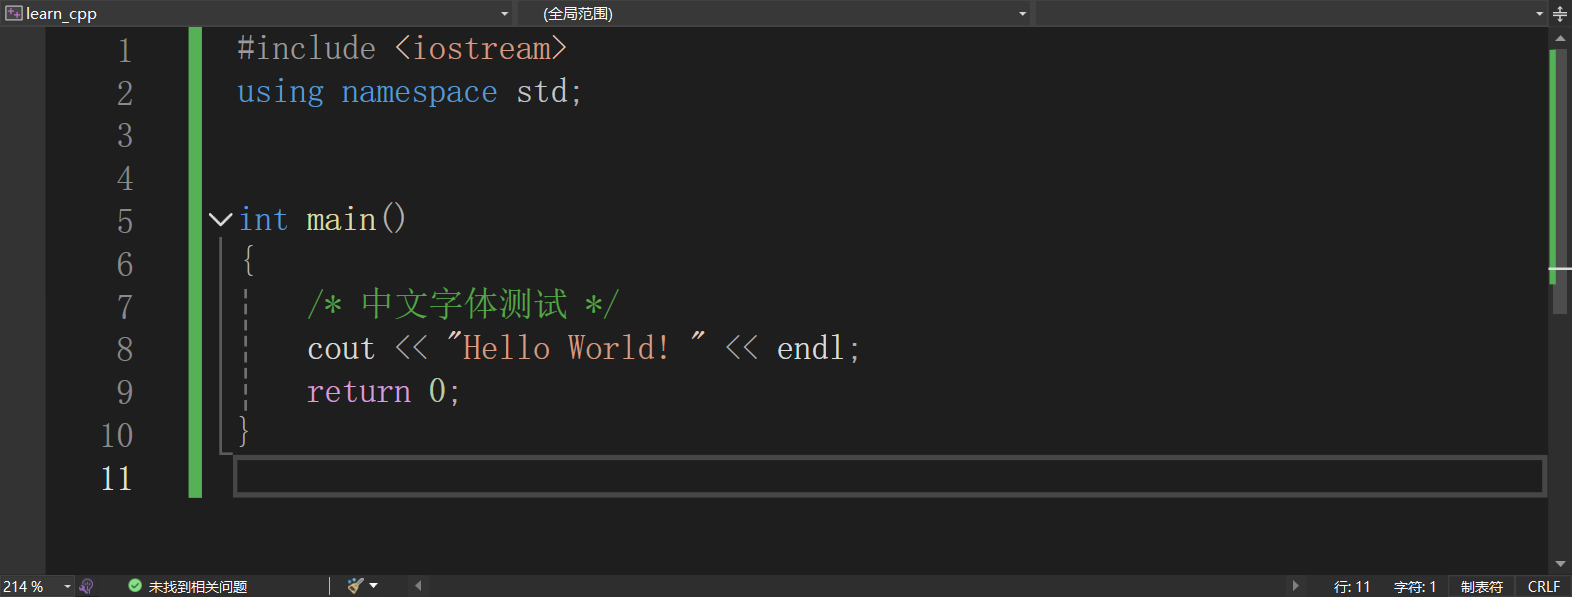 learn_cpp (全局范围)
1 #include <iostream>
2 using namespace std;
3
4
5 int main()
6 {
7 /* 中文字体测试 */
8 cout << "Hello World! " << endl;
9 return 0;
10 }
11
214 % 未找到相关问题 行: 11 字符: 1 制表符 CRLF